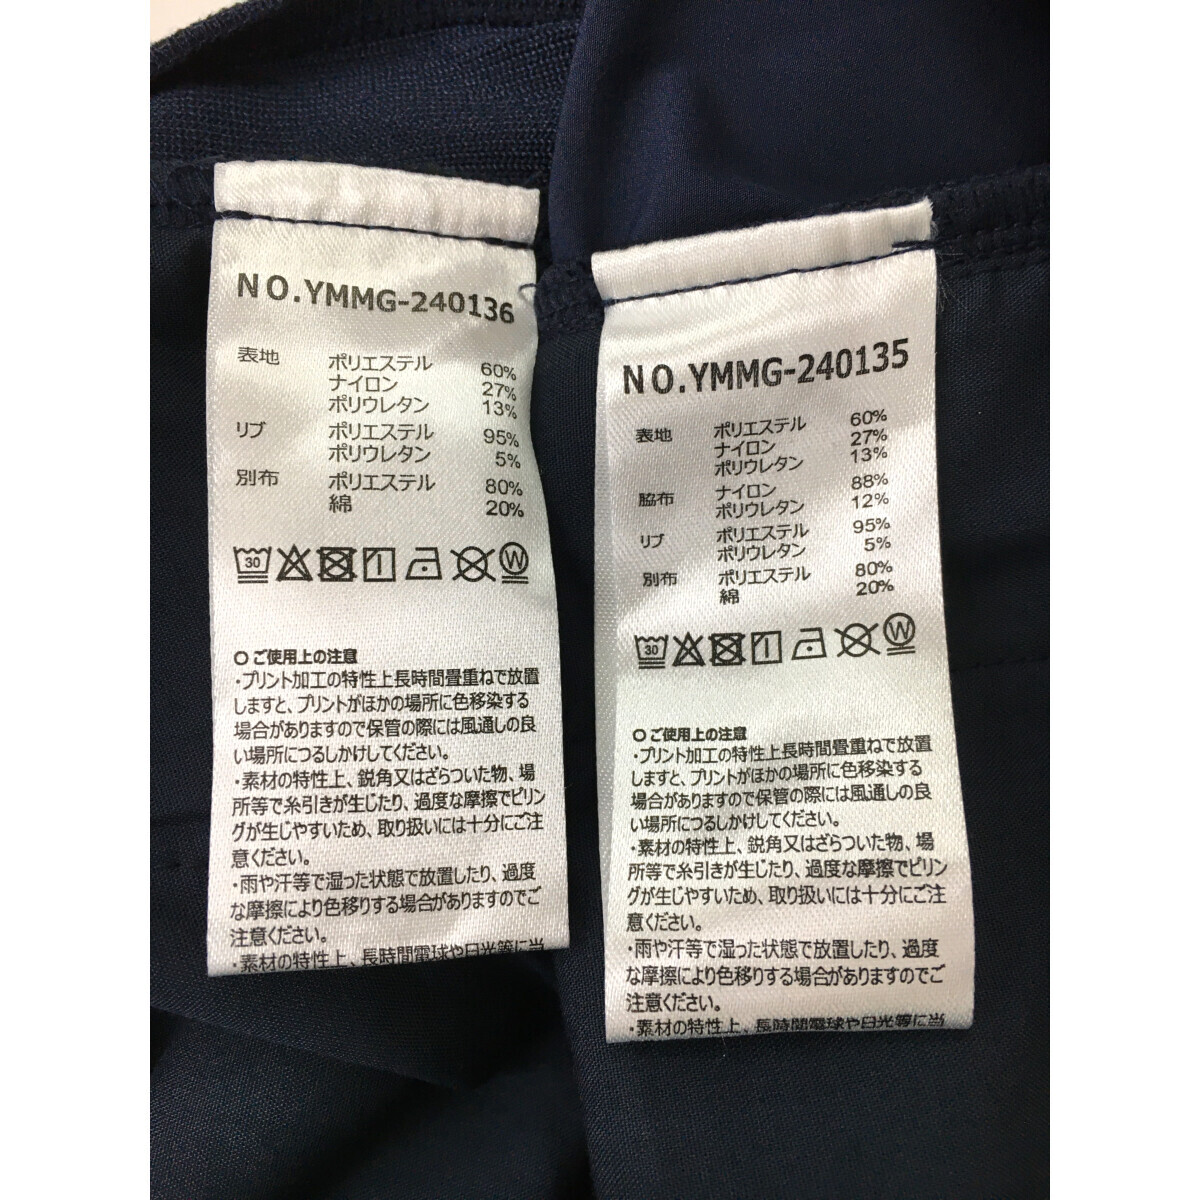 NO.YMMG-240136
表地 ポリエステル 60%
ナイロン 27%
ポリウレタン 13%
リブ ポリエステル 95%
ポリウレタン 5%
別布 ポリエステル 80%
綿 20%
30 W
○ ご使用上の注意
・プリント加工の特性上長時間畳重ねで放置
しますと、プリントがほかの場所に色移染する
場合がありますので保管の際には風通しの良
い場所につるしかけしてください。
・素材の特性上、鋭角又はざらついた物、場
所等で糸引きが生じたり、過度な摩擦でピリン
グが生じやすいため、取り扱いには十分にご注
意ください。
・雨や汗等で湿った状態で放置したり、過度
な摩擦により色移りする場合がありますのでご
注意ください。
・素材の特性上、長時間電球や日光等に当
NO.YMMG-240135
表地 ポリエステル 60%
ナイロン 27%
ポリウレタン 13%
脇布 ナイロン 88%
ポリウレタン 12%
リブ ポリエステル 95%
ポリウレタン 5%
別布 ポリエステル 80%
綿 20%
30 W
○ ご使用上の注意
・プリント加工の特性上長時間畳重ねで放置
しますと、プリントがほかの場所に色移染する
場合がありますので保管の際には風通しの良
い場所につるしかけしてください。
・素材の特性上、鋭角又はざらついた物、場
所等で糸引きが生じたり、過度な摩擦でピリン
グが生じやすいため、取り扱いには十分にご注
意ください。
・雨や汗等で湿った状態で放置したり、過度
な摩擦により色移りする場合がありますのでご
注意ください。
・素材の特性上、長時間電球や日光等に当